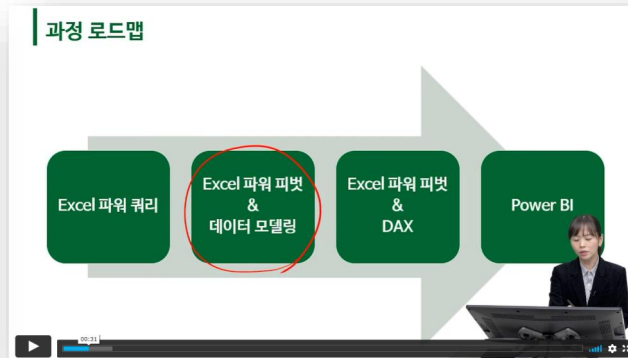 과정 로드맵
Excel 파워 쿼리
Excel 파워 피벗
&
데이터 모델링
Excel 파워 피벗
&
DAX
Power BI
00:31